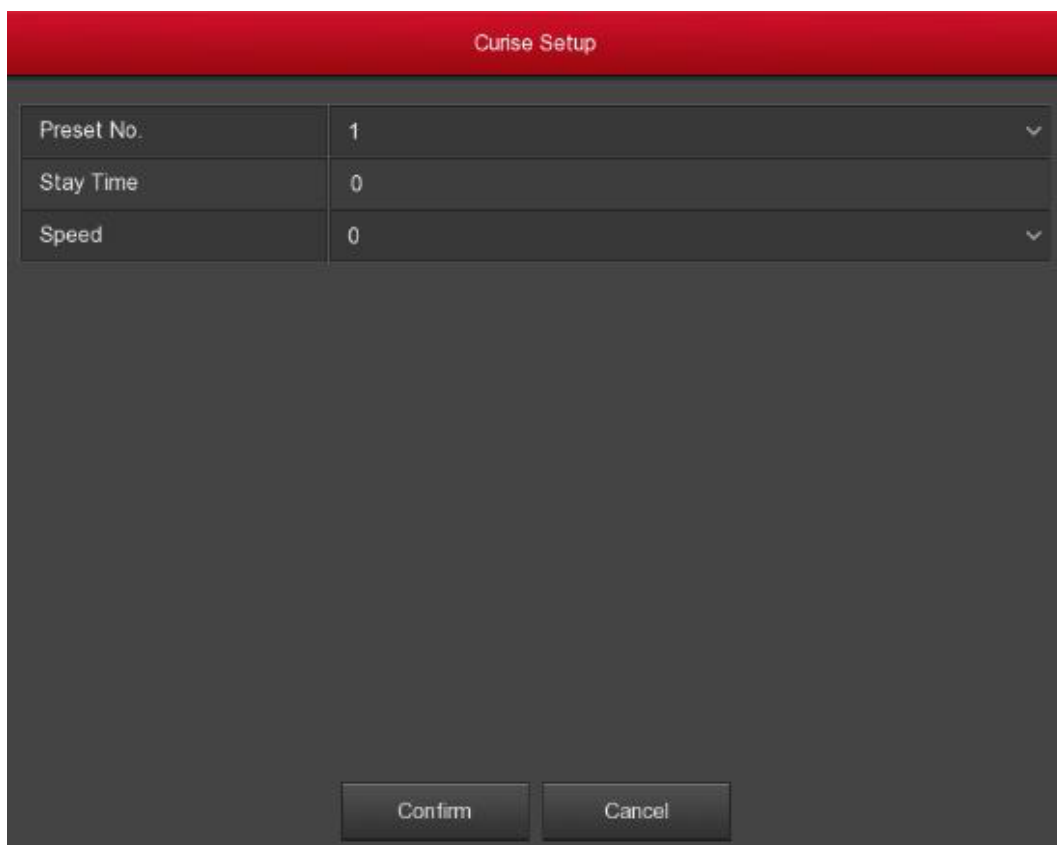 Curise Setup
Preset No. 1
Stay Time 0
Speed 0
Confirm Cancel